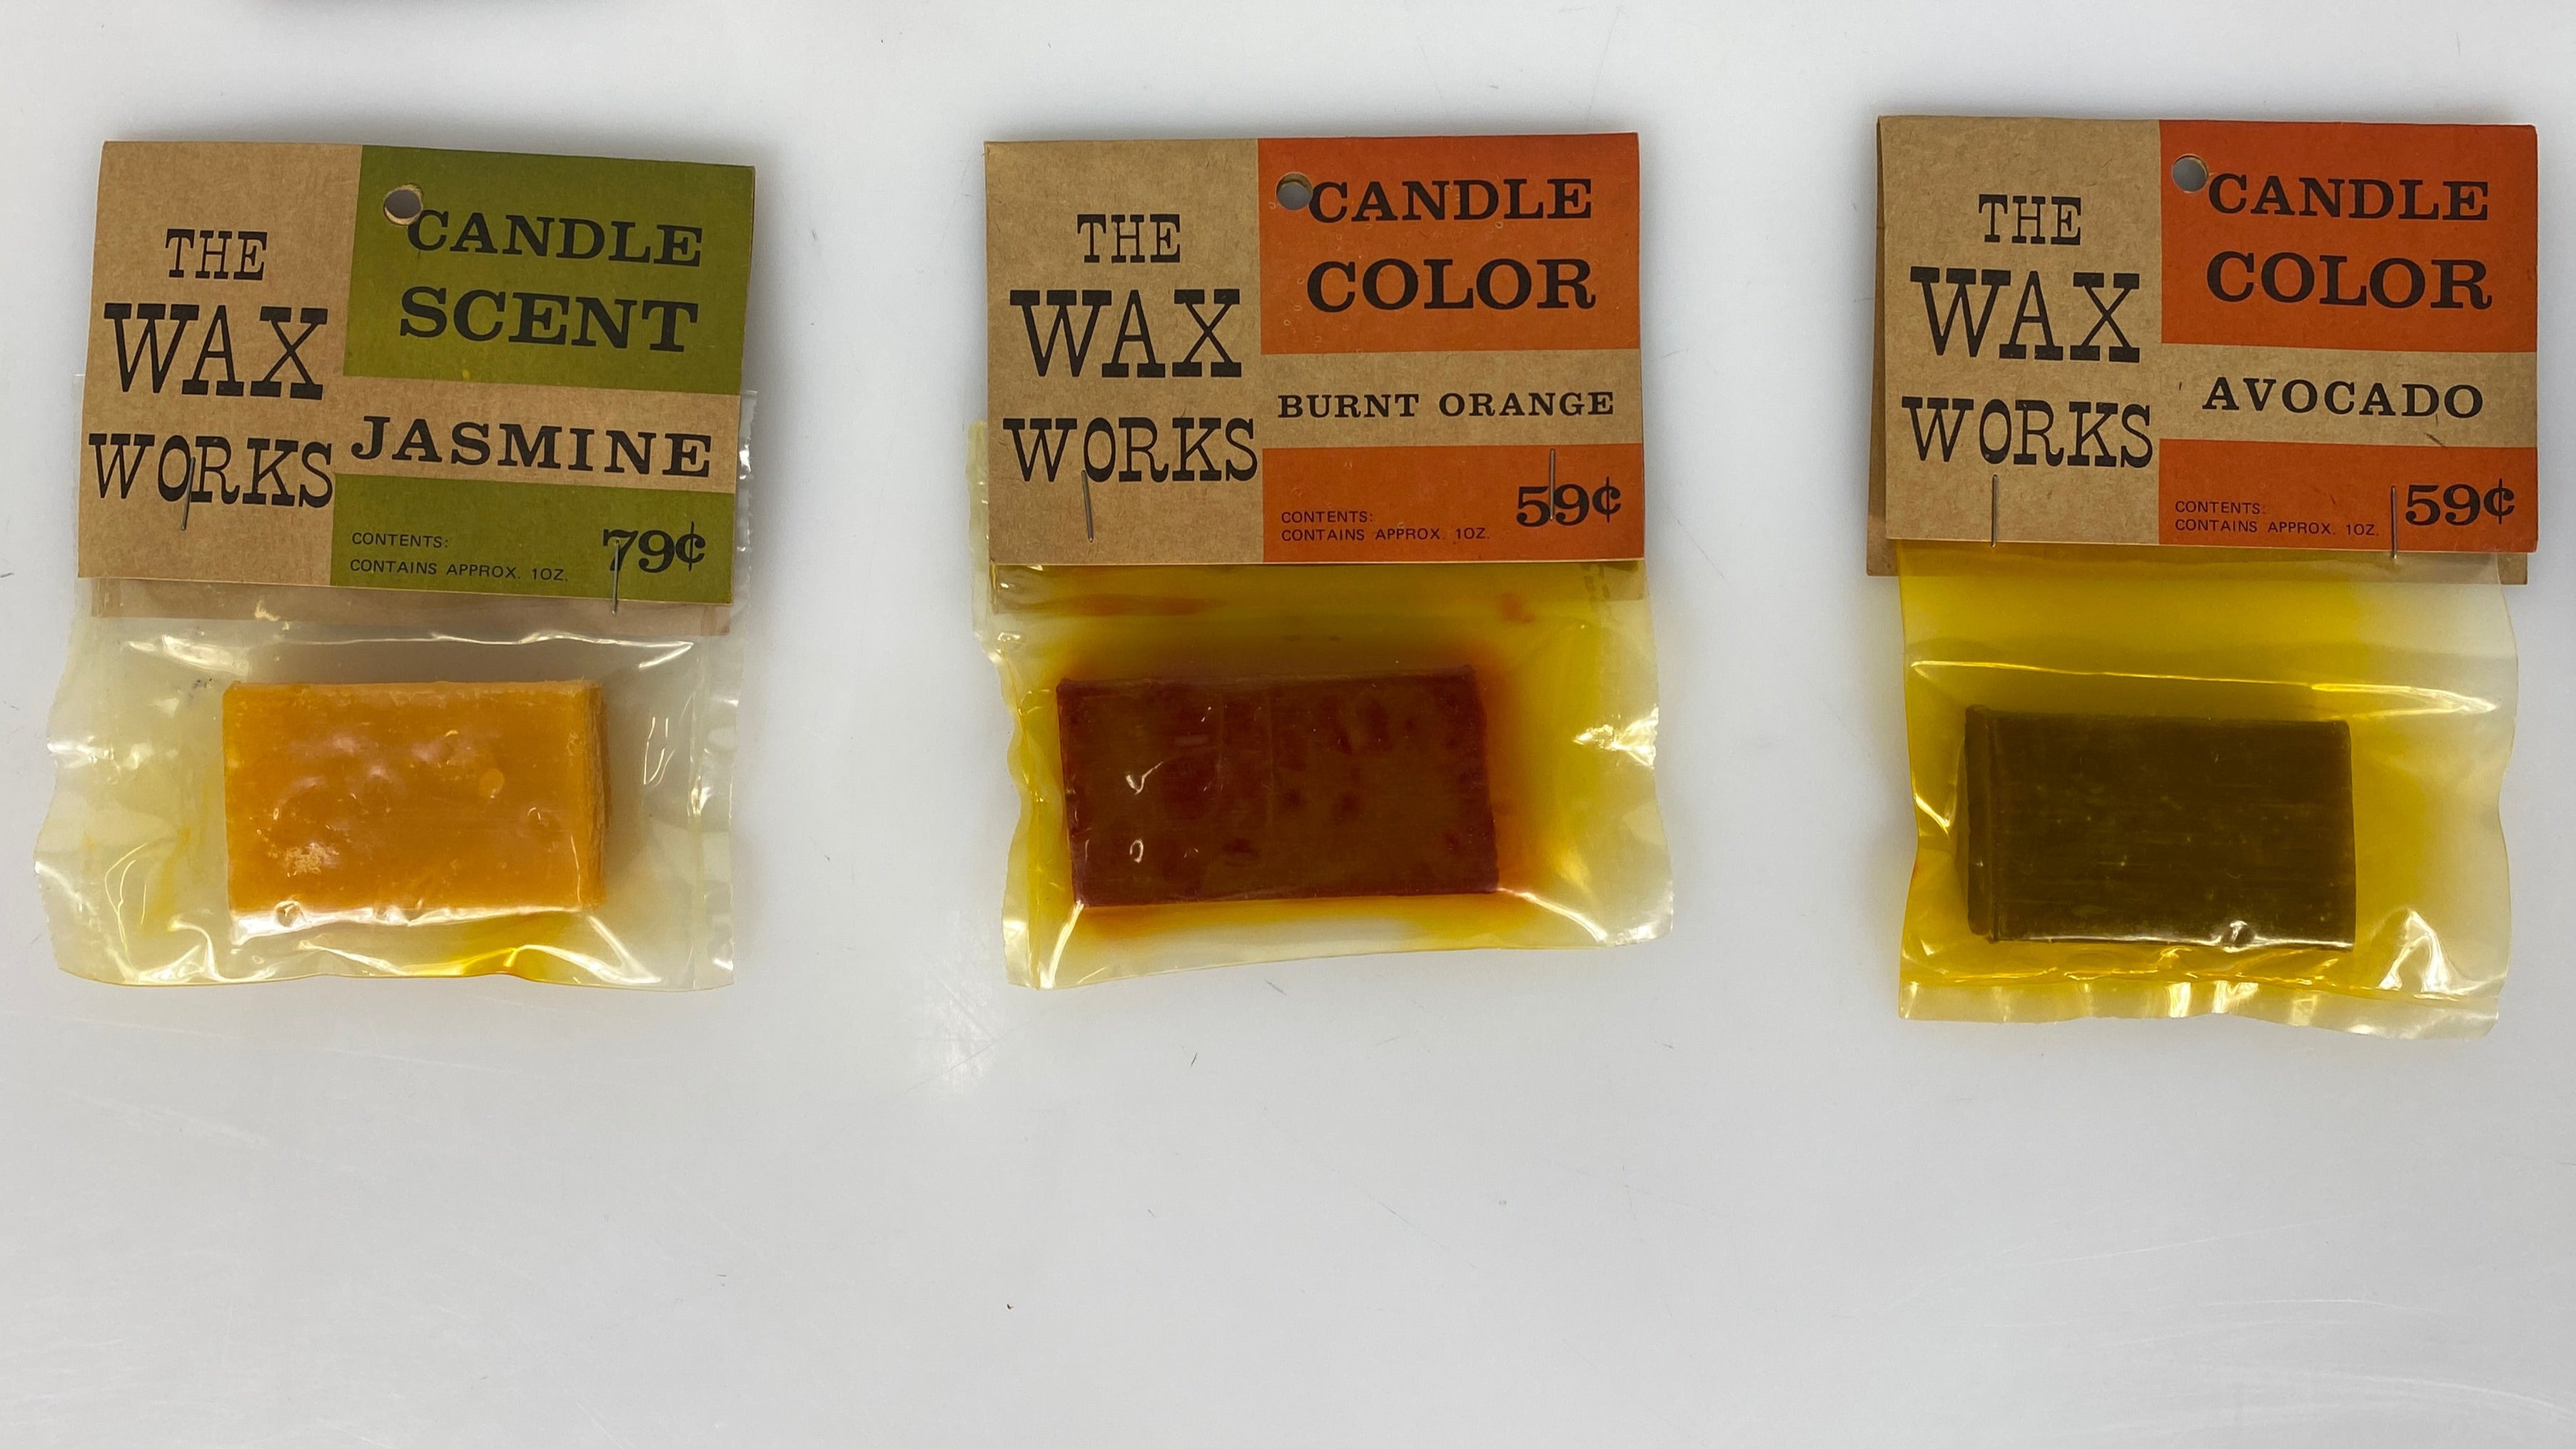 THE
WAX
WORKS
CANDLE
SCENT
JASMINE
CONTENTS:
CONTAINS APPROX. 1OZ.
79¢
THE
WAX
WORKS
CANDLE
COLOR
BURNT ORANGE
CONTENTS:
CONTAINS APPROX. 1OZ.
59¢
THE
WAX
WORKS
CANDLE
COLOR
AVOCADO
CONTENTS:
CONTAINS APPROX. 1OZ.
59¢